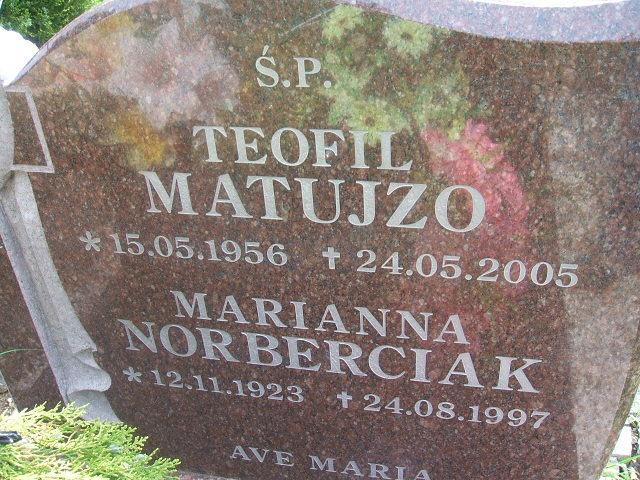 Ś.P.
TEOFIL
MATUJZO
* 15.05.1956 † 24.05.2005
MARIANNA
NORBERCIAK
* 12.11.1923 † 24.08.1997
AVE MARIA